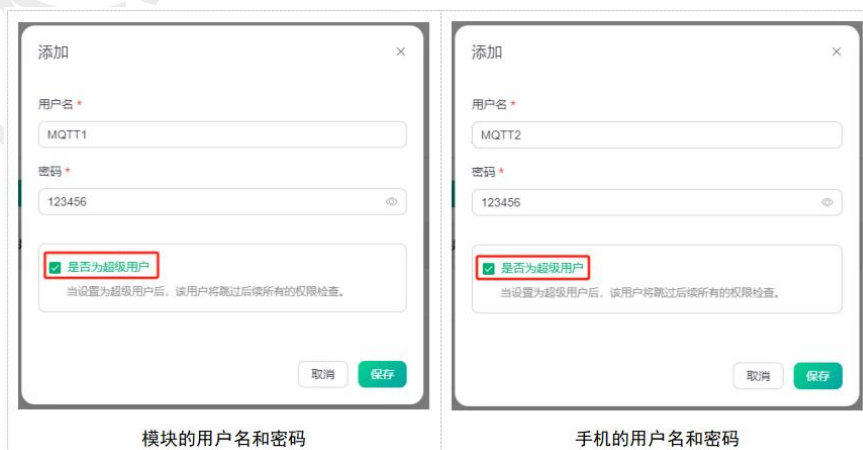 添加
用户名 *
MQTT1
密码 *
123456
是否为超级用户
当设置为超级用户后，该用户将跳过后续所有的权限检查。
取消 保存
模块的用户名和密码
添加
用户名 *
MQTT2
密码 *
123456
是否为超级用户
当设置为超级用户后，该用户将跳过后续所有的权限检查。
取消 保存
手机的用户名和密码